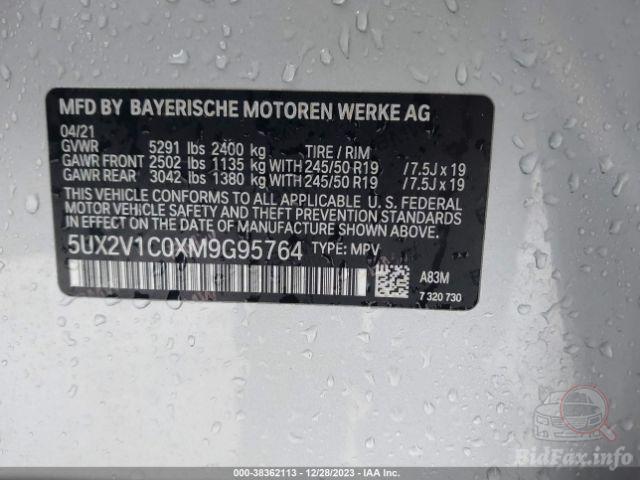 MFD BY BAYERISCHE MOTOREN WERKE AG
04/21
GVWR 5291 lbs 2400 kg TIRE / RIM
GAWR FRONT 2502 lbs 1135 kg WITH 245/50 R19 /7.5J x 19
GAWR REAR 3042 lbs 1380 kg WITH 245/50 R19 /7.5J x 19
THIS VEHICLE CONFORMS TO ALL APPLICABLE U. S. FEDERAL
MOTOR VEHICLE SAFETY AND THEFT PREVENTION
STANDARDS IN EFFECT ON THE DATE OF MANUFACTURE
SHOWN ABOVE.
5UX2V1C0XM9G95764 TYPE: MPV
A83M
7 320 730
BidFax.info
000-38362113 - 12/28/2023 - IAA Inc.